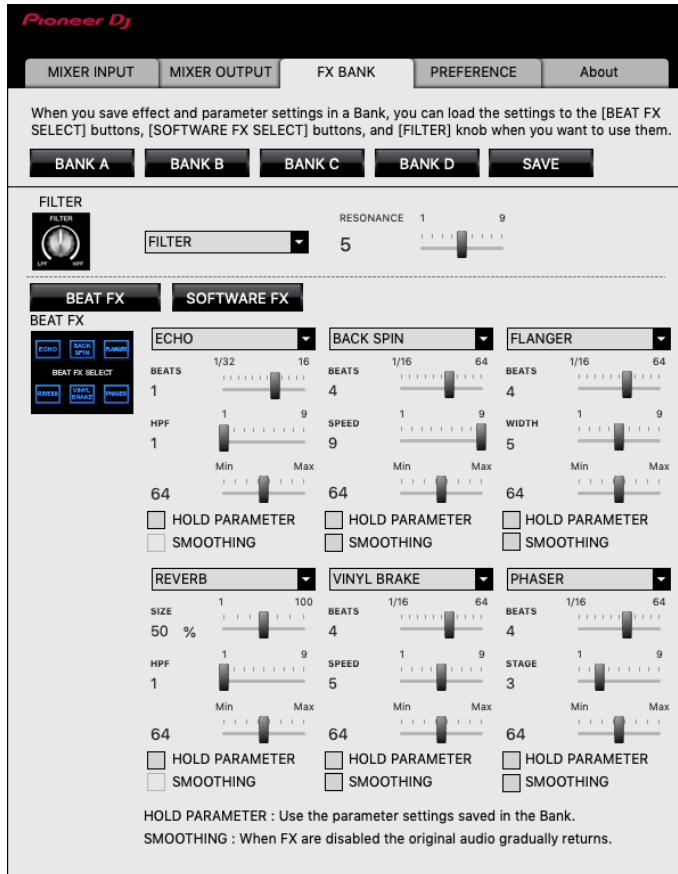 Pioneer Dj
MIXER INPUT MIXER OUTPUT FX BANK PREFERENCE About
When you save effect and parameter settings in a Bank, you can load the settings to the [BEAT FX
SELECT] buttons, [SOFTWARE FX SELECT] buttons, and [FILTER] knob when you want to use them.
BANK A BANK B BANK C BANK D SAVE
FILTER
FILTER
LPF HPF
FILTER
RESONANCE 1 9
5
BEAT FX SOFTWARE FX
BEAT FX
ECHO BACK SPIN FLANGER
BEAT FX SELECT
REVERB VINYL BRAKE PHASER
ECHO BACK SPIN FLANGER
BEATS 1/32 16 BEATS 1/16 64 BEATS 1/16 64
1 4 4
HPF 1 9 SPEED 1 9 WIDTH 1 9
1 9 5
Min Max Min Max Min Max
64 64 64
HOLD PARAMETER HOLD PARAMETER HOLD PARAMETER
SMOOTHING SMOOTHING SMOOTHING
REVERB VINYL BRAKE PHASER
SIZE 1 100 BEATS 1/16 64 BEATS 1/16 64
50 % 4 4
HPF 1 9 SPEED 1 9 STAGE 1 9
1 5 3
Min Max Min Max Min Max
64 64 64
HOLD PARAMETER HOLD PARAMETER HOLD PARAMETER
SMOOTHING SMOOTHING SMOOTHING
HOLD PARAMETER : Use the parameter settings saved in the Bank.
SMOOTHING : When FX are disabled the original audio gradually returns.